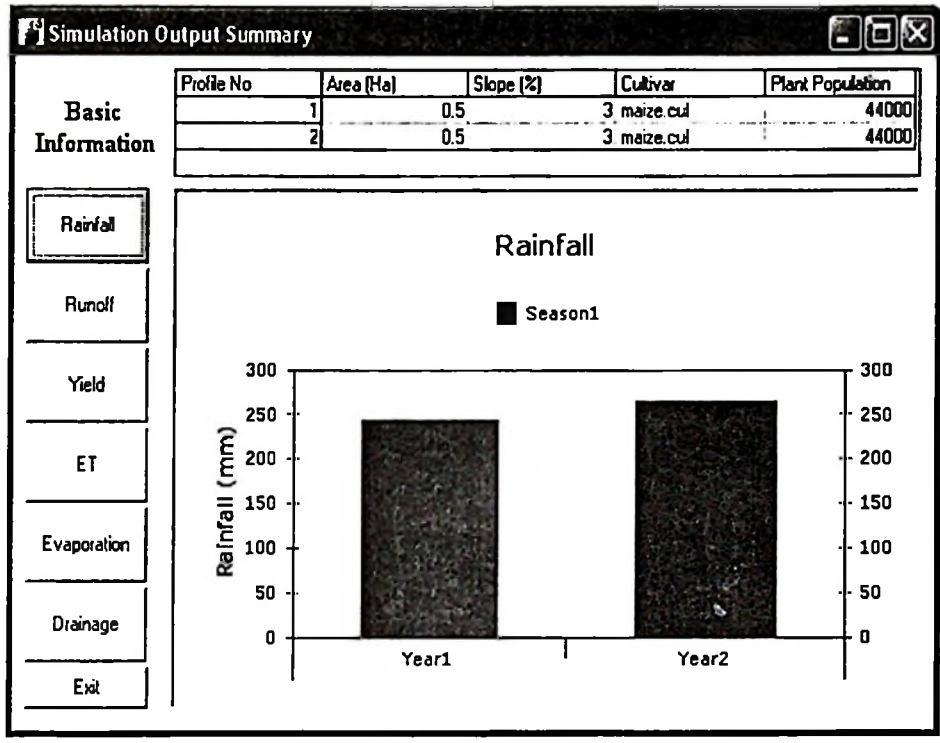 Simulation Output Summary
Basic
Information
Profile No Area (Ha) Slope (%) Cultivar Plant Population
1 0.5 3 maize.cul 44000
2 0.5 3 maize.cul 44000
Rainfall
Runoff
Yield
ET
Evaporation
Drainage
Exit
Rainfall
Season1
Rainfall (mm)
300 300
250 250
200 200
150 150
100 100
50 50
0 0
Year1 Year2